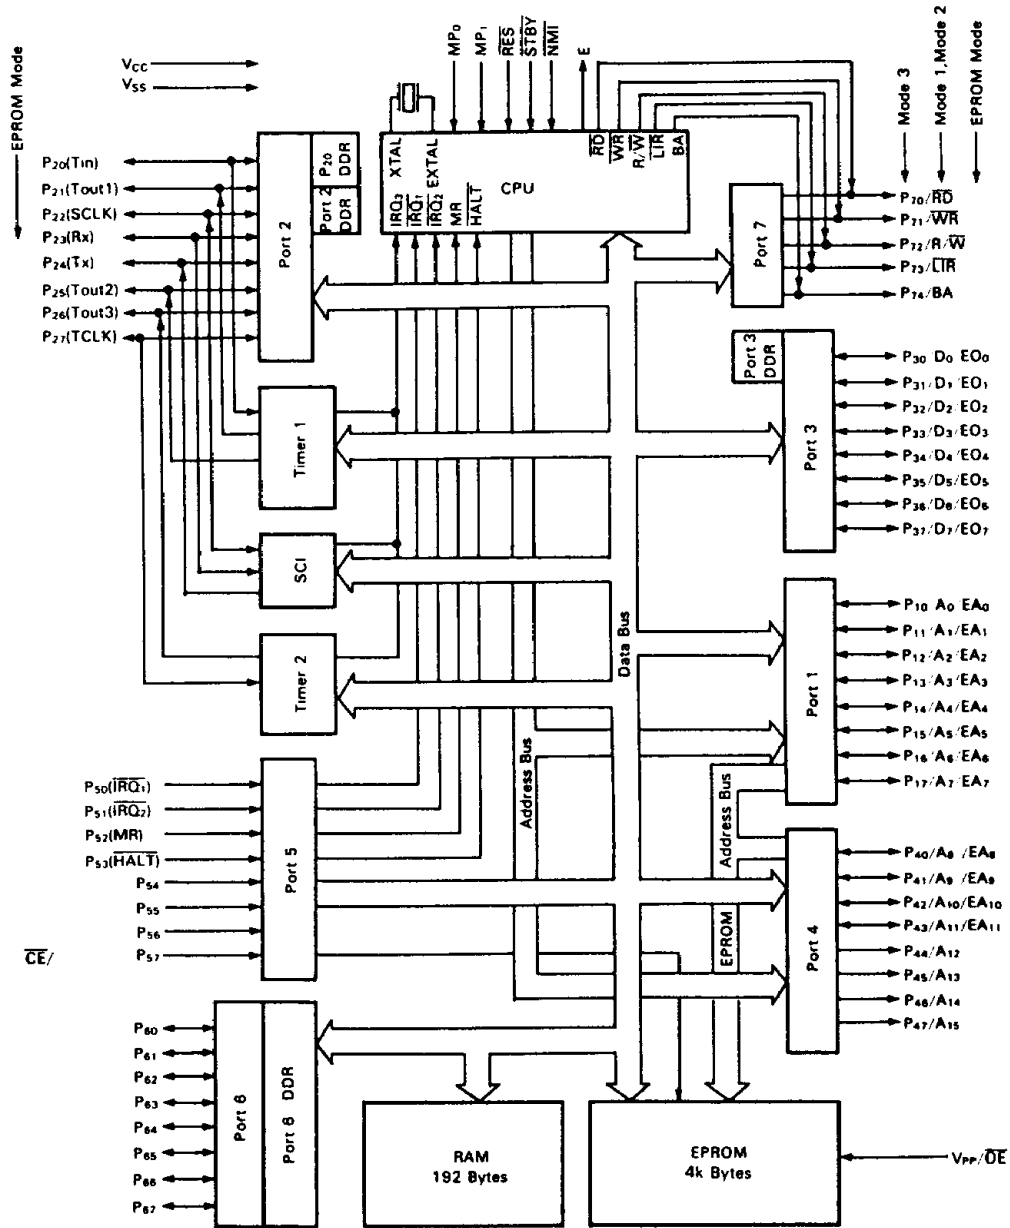 EPROM Mode
VCC
VSS
MP0
MP1
RES
STBY
NMI
E
Mode 3
Mode 1, Mode 2
EPROM Mode
XTAL
EXTAL
CPU
RD
WR
R/W
LIR
BA
IRQ3
IRQ1
IRQ2
MR
HALT
P20(Tin)
P21(Tout1)
P22(SCLK)
P23(Rx)
P24(Tx)
P25(Tout2)
P26(Tout3)
P27(TCLK)
Port 2
P20 DDR
Port 2 DDR
Port 7
P70/RD
P71/WR
P72/R/W
P73/LIR
P74/BA
Port 3 DDR
Port 3
P30 D0 EO0
P31/D1/EO1
P32/D2/EO2
P33/D3/EO3
P34/D4/EO4
P35/D5/EO5
P36/D6/EO6
P37/D7/EO7
Timer 1
SCI
Timer 2
Data Bus
Address Bus
Port 1
P10 A0 EA0
P11/A1/EA1
P12/A2/EA2
P13/A3/EA3
P14/A4/EA4
P15/A5/EA5
P16/A6/EA6
P17/A7/EA7
P50(IRQ1)
P51(IRQ2)
P52(MR)
P53(HALT)
P54
P55
P56
CE/
P57
Port 5
EPROM Address Bus
Port 4
P40/A8 /EA8
P41/A9 /EA9
P42/A10/EA10
P43/A11/EA11
P44/A12
P45/A13
P46/A14
P47/A15
P60
P61
P62
P63
P64
P65
P66
P67
Port 6
Port 6 DDR
RAM
192 Bytes
EPROM
4k Bytes
VPP/OE